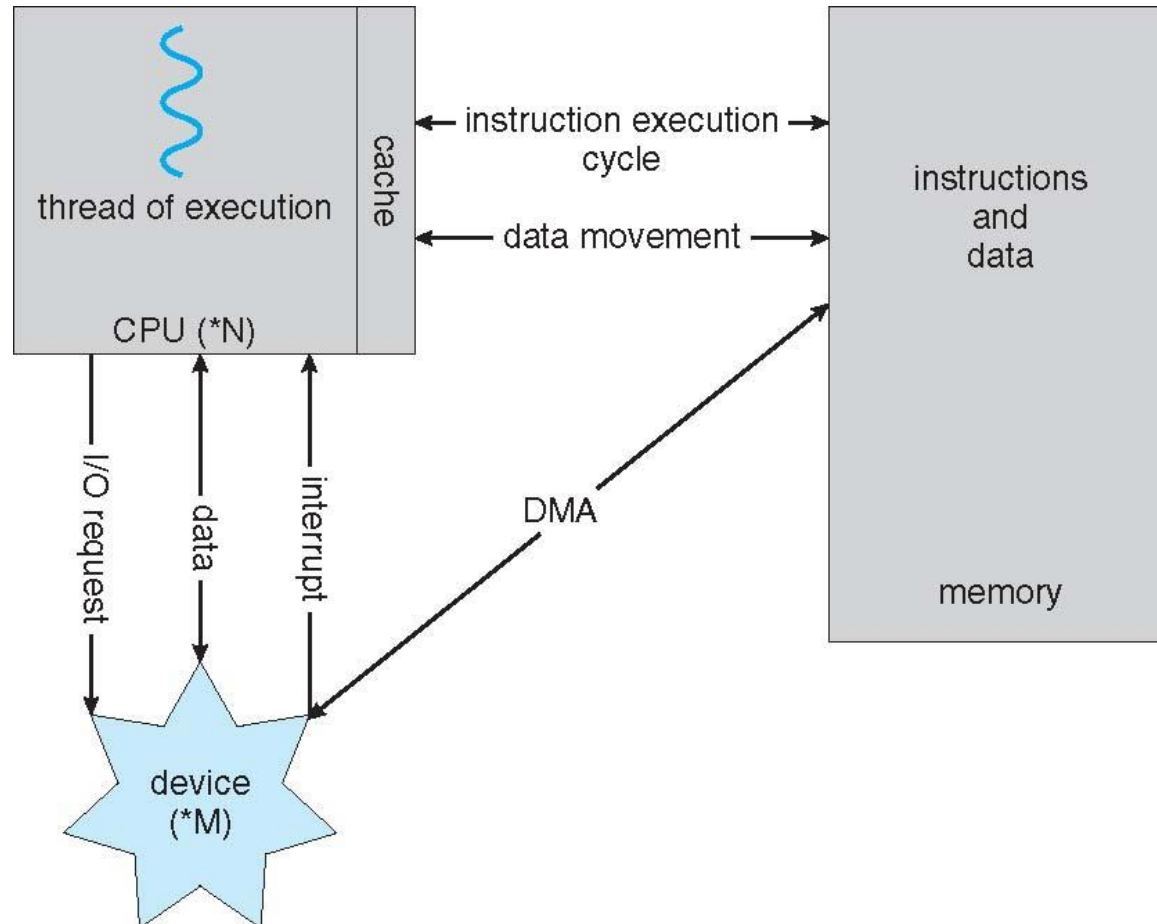 thread of execution
cache
CPU (*N)
instruction execution
cycle
data movement
instructions
and
data
memory
I/O request
data
interrupt
DMA
device
(*M)